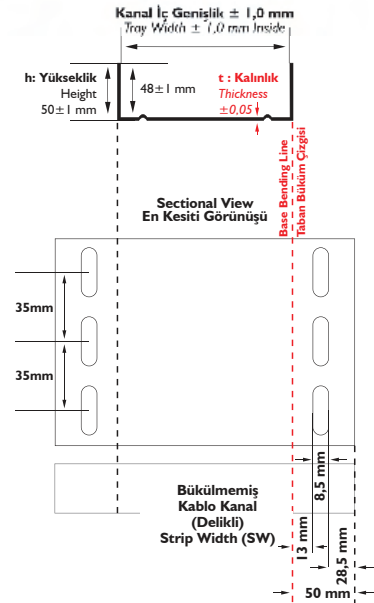 Kanal İç Genişlik ± 1,0 mm
Tray Width ± 1,0 mm Inside
h: Yükseklik
Height
50±1 mm
48±1 mm
t : Kalınlık
Thickness
±0,05
Base Bending Line
Taban Büküm Çizgisi
Sectional View
En Kesiti Görünüşü
35mm
35mm
Bükülmemiş
Kablo Kanal
(Delikli)
Strip Width (SW)
8,5 mm
13 mm
28,5 mm
50 mm